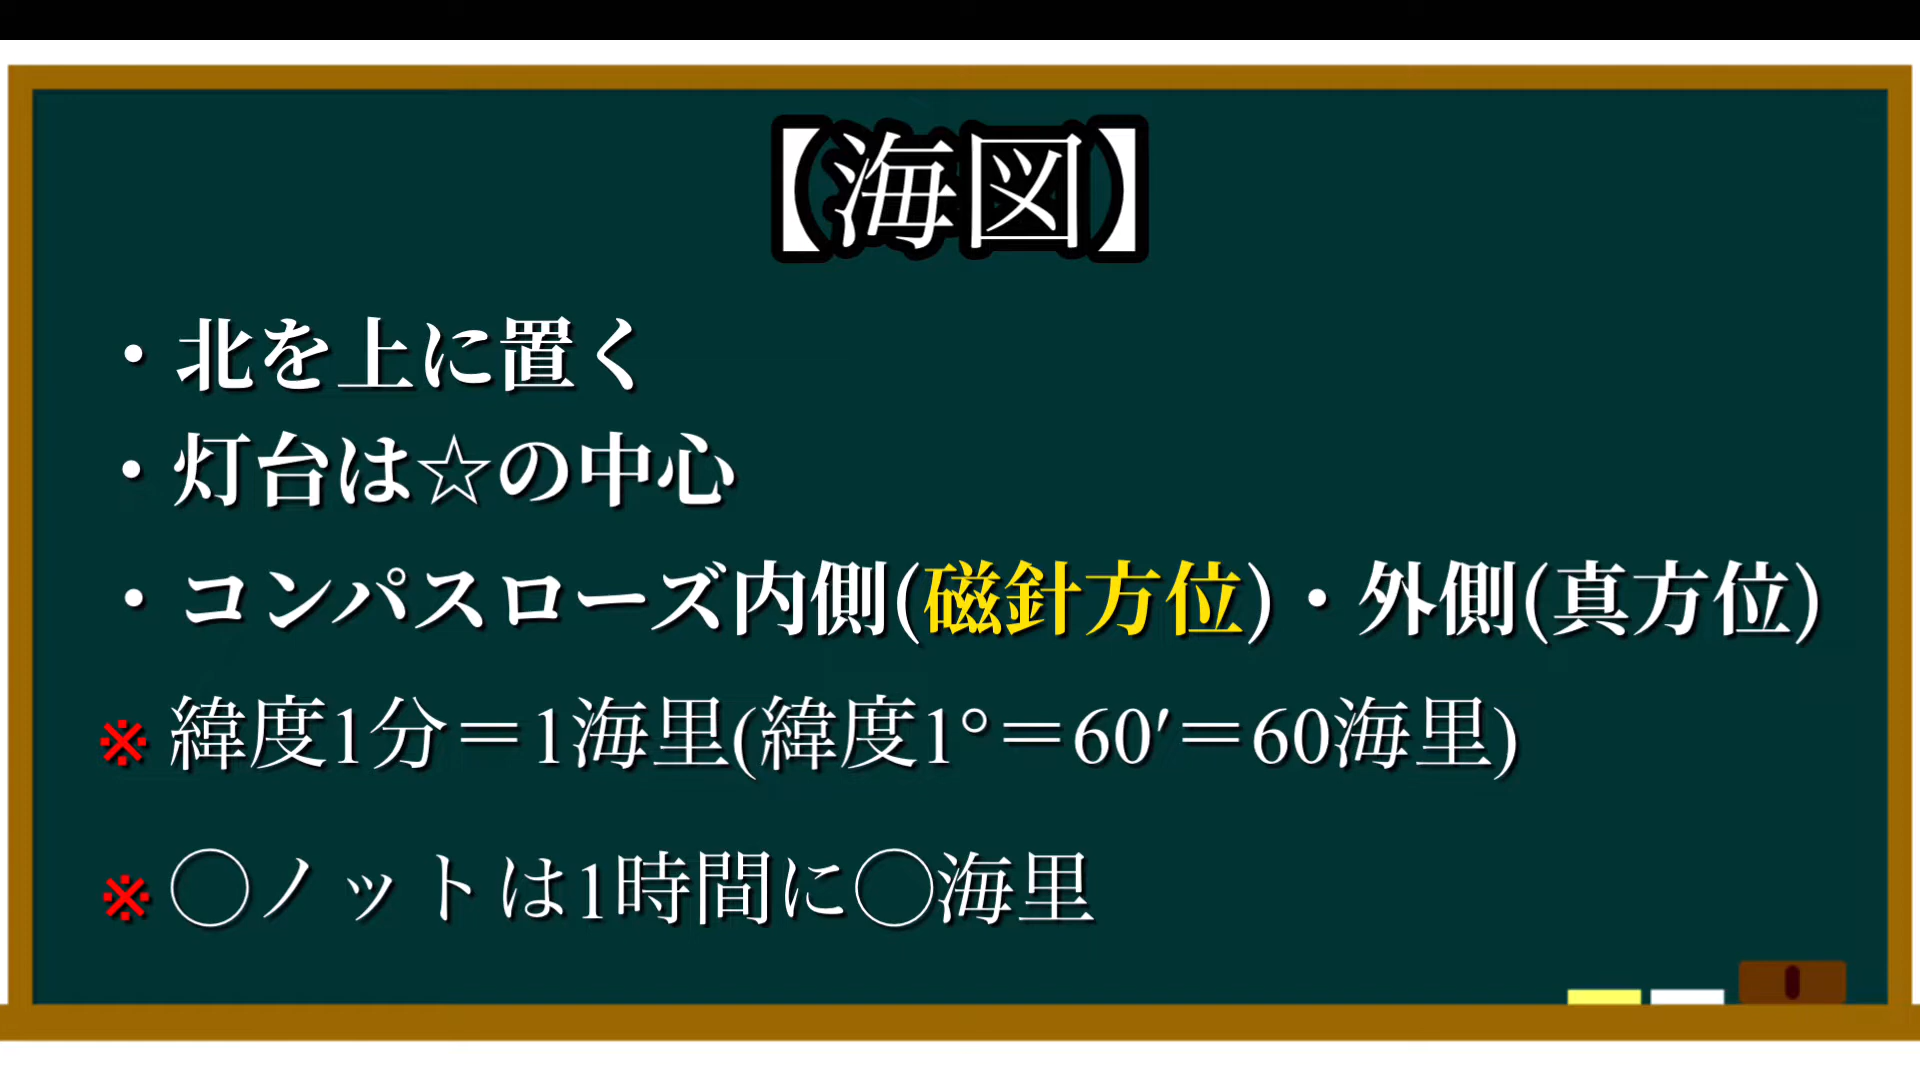 【海図】
・北を上に置く
・灯台は☆の中心
・コンパスローズ内側(磁針方位)・外側(真方位)
※緯度1分＝1海里(緯度1°＝60′＝60海里)
※◯ノットは1時間に◯海里